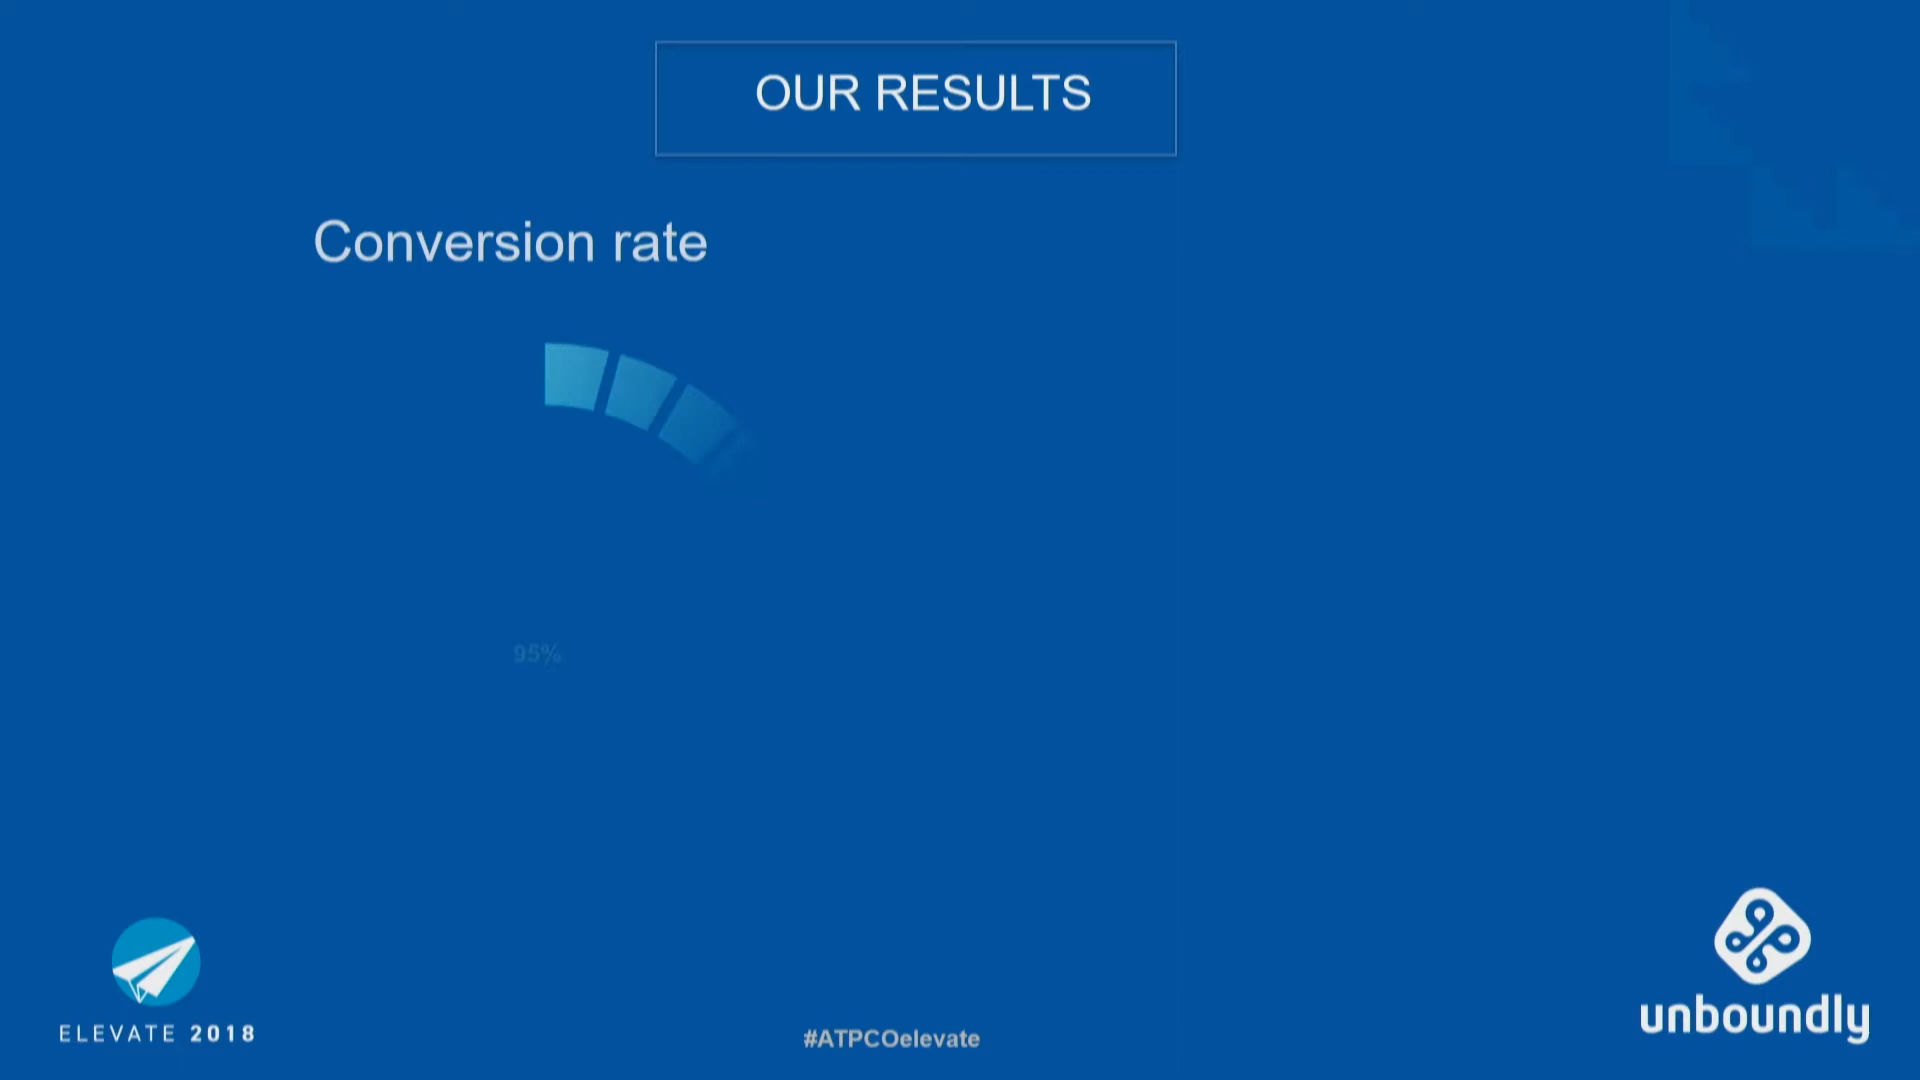 OUR RESULTS
Conversion rate
95%
ELEVATE 2018
#ATPCOelevate
unboundly